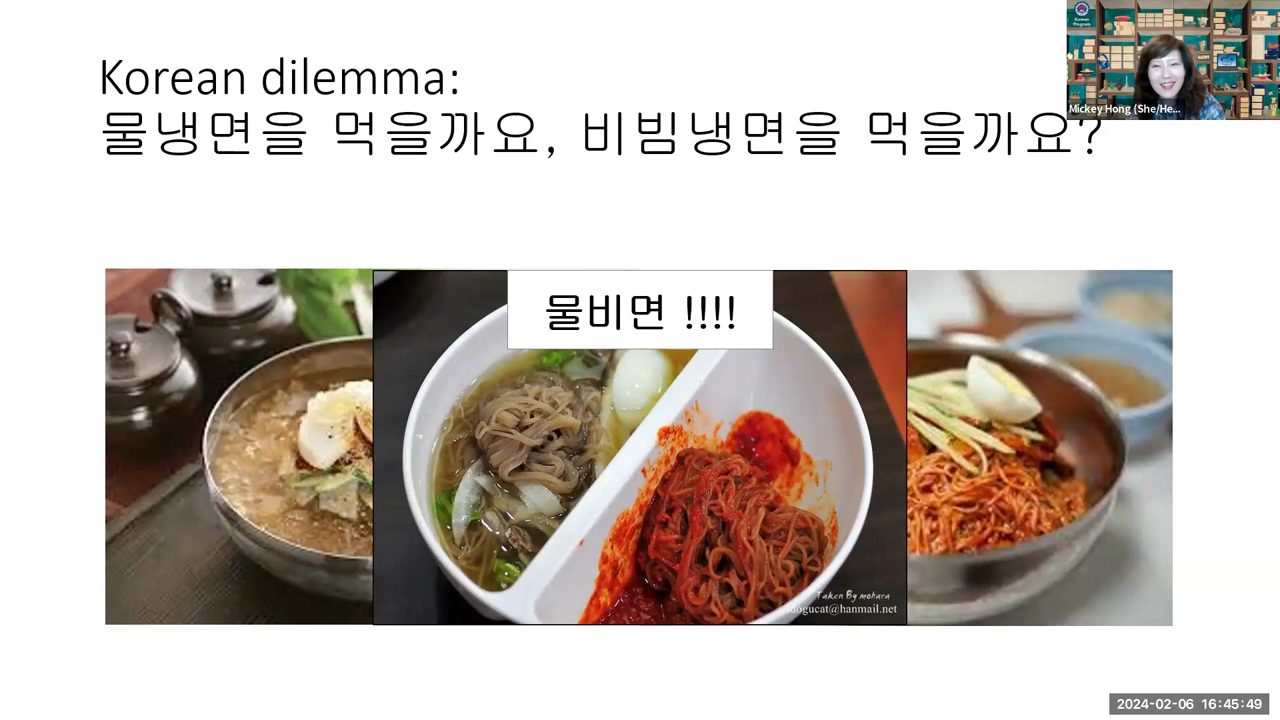 Korean dilemma:
물냉면을 먹을까요, 비빔냉면을 먹을까요?
Korean
Program
Mickey Hong (She/He...
물비면 !!!!
Taken By mohara
dogucat@hanmail.net
2024-02-06 16:45:49